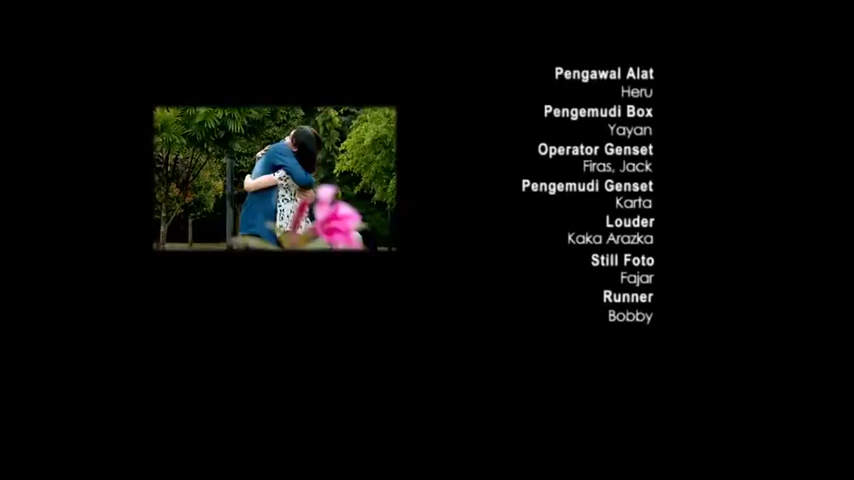 Pengawal Alat
Heru
Pengemudi Box
Yayan
Operator Genset
Firas, Jack
Pengemudi Genset
Karta
Louder
Kaka Arazka
Still Foto
Fajar
Runner
Bobby